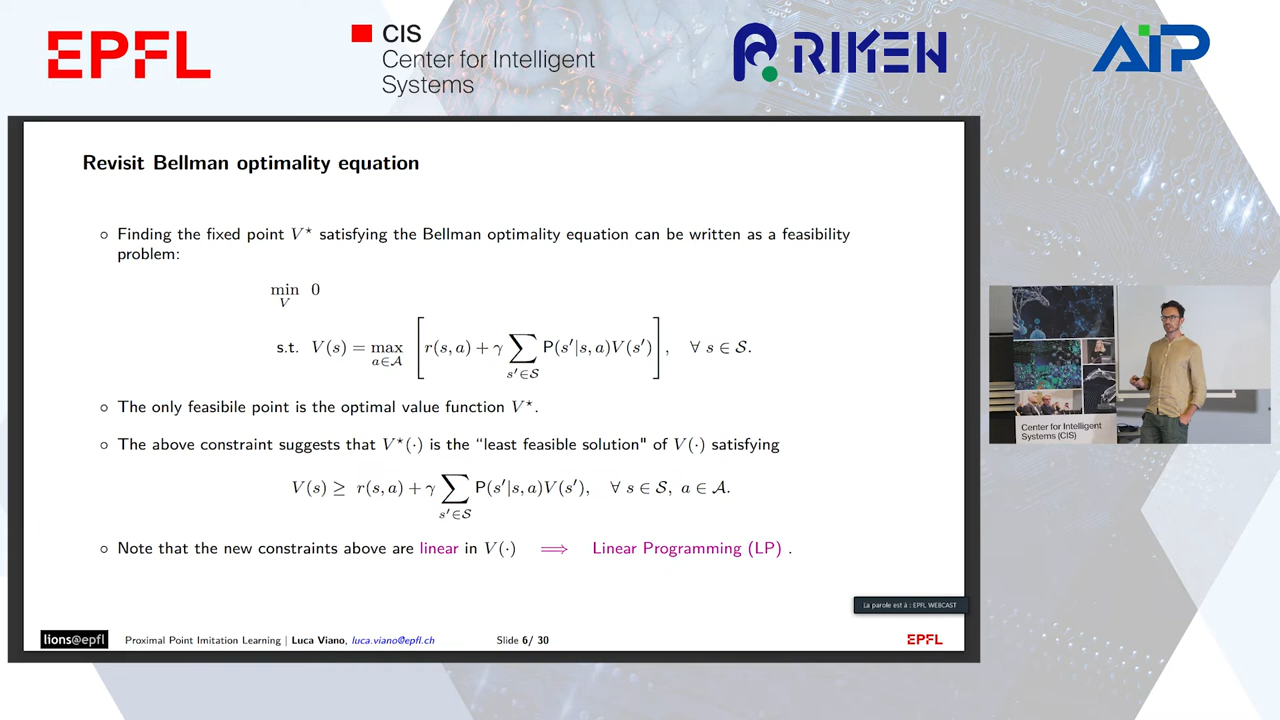 EPFL
CIS
Center for Intelligent
Systems
RIKEN
AIP
Revisit Bellman optimality equation
Finding the fixed point V* satisfying the Bellman optimality equation can be written as a feasibility
problem:
min_V 0
s.t. V(s) = max_{a∈A} [r(s, a) + γ ∑_{s'∈S} P(s'|s, a)V(s')], ∀ s ∈ S.
The only feasibile point is the optimal value function V*.
The above constraint suggests that V*(·) is the "least feasible solution" of V(·) satisfying
V(s) ≥ r(s, a) + γ ∑_{s'∈S} P(s'|s, a)V(s'), ∀ s ∈ S, a ∈ A.
Note that the new constraints above are linear in V(·) ⟹ Linear Programming (LP) .
La parole est à : EPFL WEBCAST
lions@epfl Proximal Point Imitation Learning | Luca Viano, luca.viano@epfl.ch Slide 6/ 30 EPFL
Center for Intelligent
Systems (CIS)